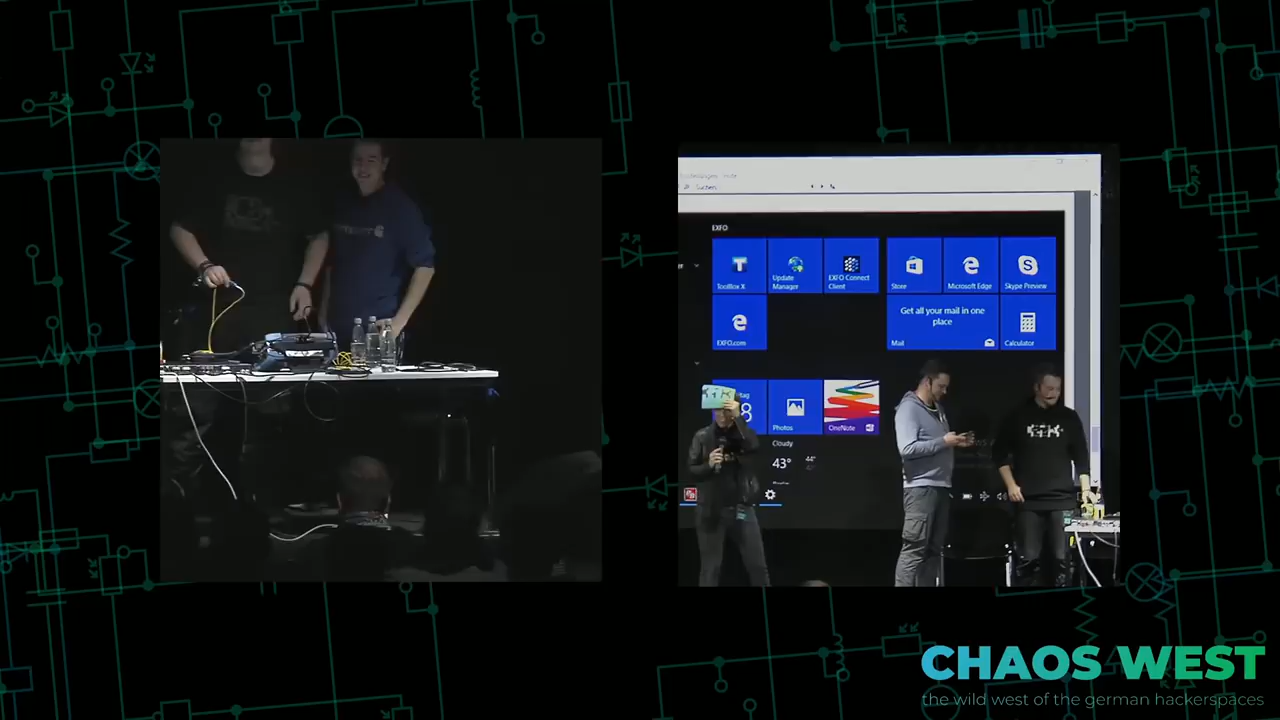 EXFO
ToolBox X
Update
Manager
EXFO Connect
Client
Store
Microsoft Edge
Skype Preview
EXFO.com
Get all your mail in one
place
Mail
Calculator
Photos
OneNote
Cloudy
43°
44°
CHAOS WEST
the wild west of the german hackerspaces